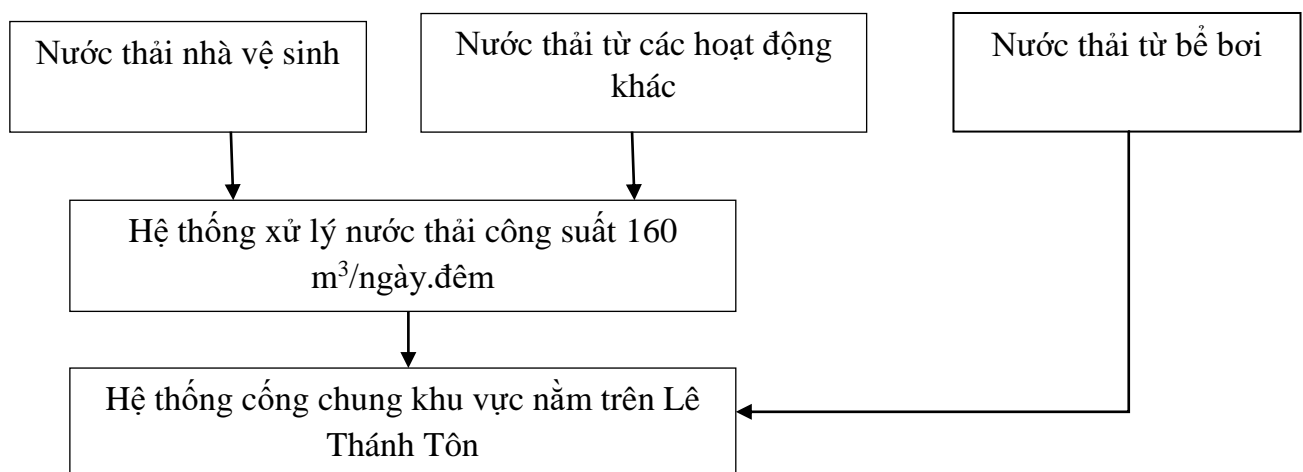 Nước thải nhà vệ sinh
Nước thải từ các hoạt động
khác
Nước thải từ bể bơi
Hệ thống xử lý nước thải công suất 160
m³/ngày.đêm
Hệ thống cống chung khu vực nằm trên Lê
Thánh Tôn